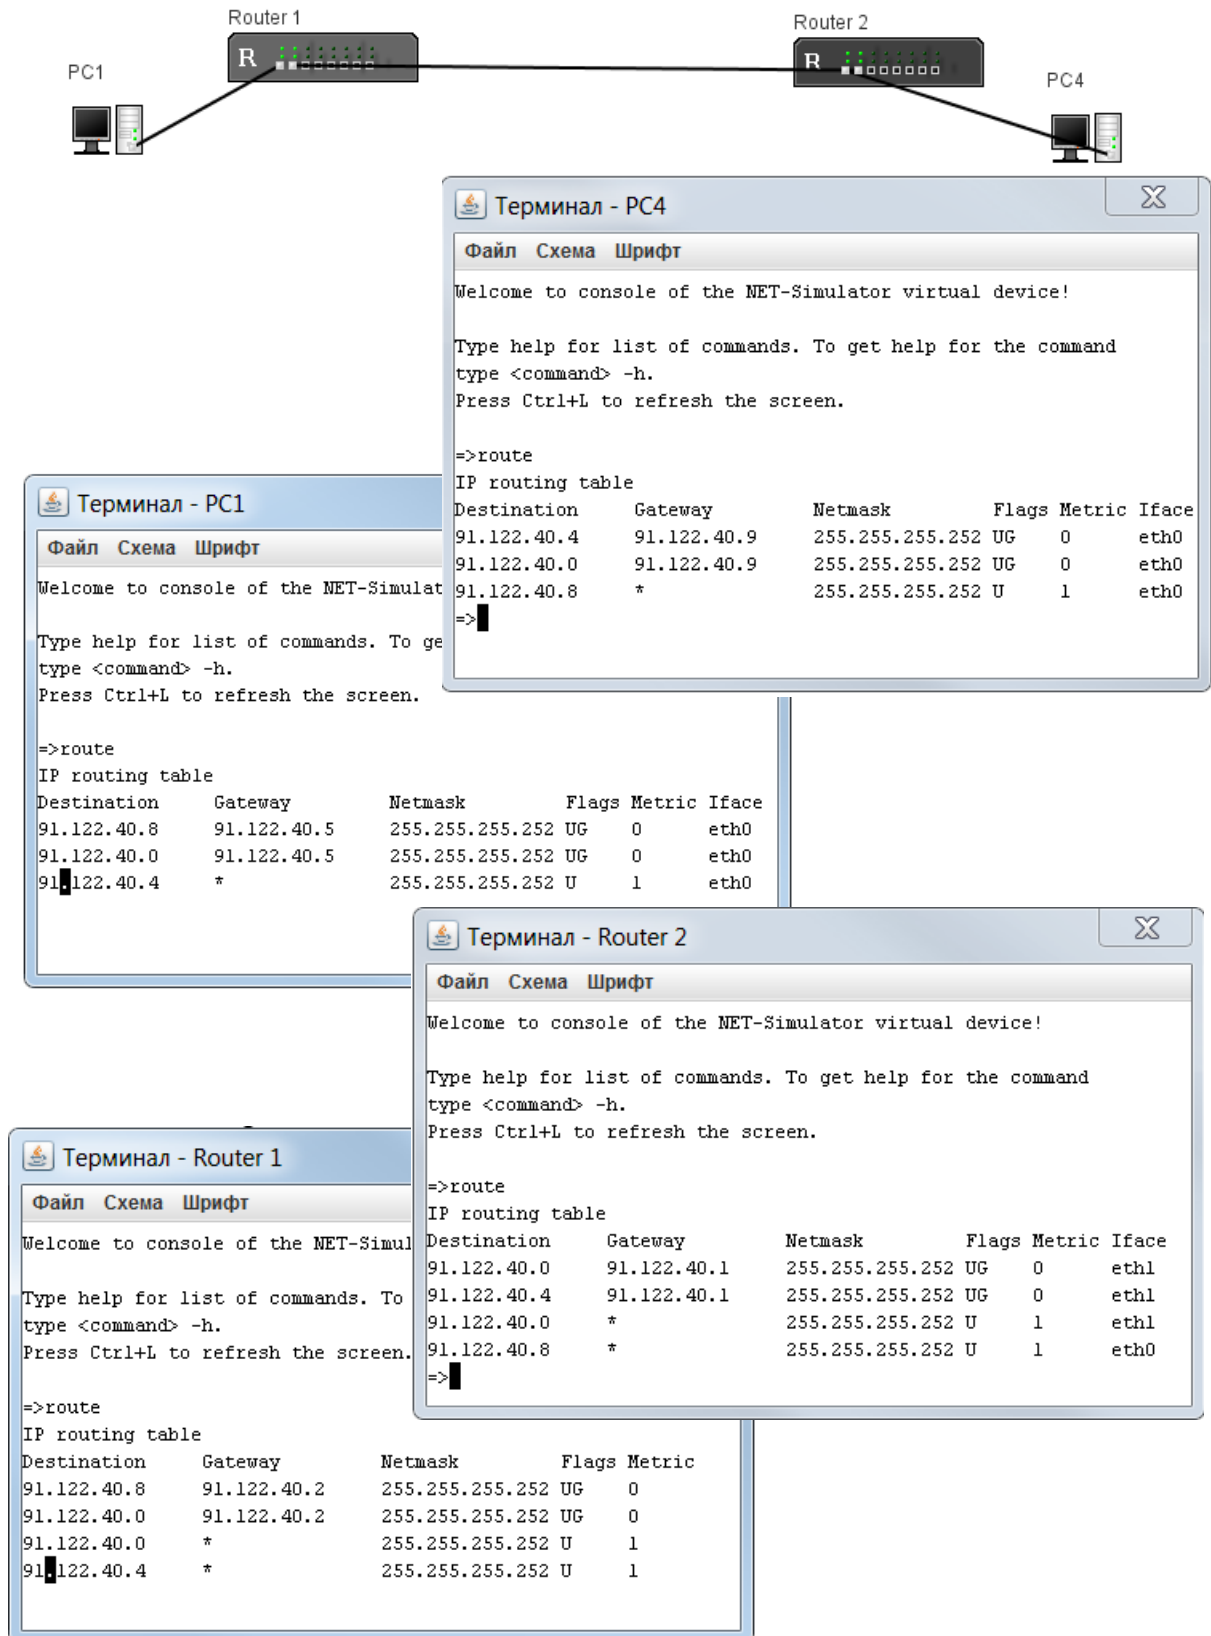 Router 1
Router 2
R
R
PC1
PC4
Терминал - PC4
Файл Схема Шрифт
Welcome to console of the NET-Simulator virtual device!
Type help for list of commands. To get help for the command
type <command> -h.
Press Ctrl+L to refresh the screen.
=>route
IP routing table
Destination Gateway Netmask Flags Metric Iface
91.122.40.4 91.122.40.9 255.255.255.252 UG 0 eth0
91.122.40.0 91.122.40.9 255.255.255.252 UG 0 eth0
91.122.40.8 * 255.255.255.252 U 1 eth0
=>
Терминал - PC1
Файл Схема Шрифт
Welcome to console of the NET-Simulat
Type help for list of commands. To ge
type <command> -h.
Press Ctrl+L to refresh the screen.
=>route
IP routing table
Destination Gateway Netmask Flags Metric Iface
91.122.40.8 91.122.40.5 255.255.255.252 UG 0 eth0
91.122.40.0 91.122.40.5 255.255.255.252 UG 0 eth0
91.122.40.4 * 255.255.255.252 U 1 eth0
Терминал - Router 2
Файл Схема Шрифт
Welcome to console of the NET-Simulator virtual device!
Type help for list of commands. To get help for the command
type <command> -h.
Press Ctrl+L to refresh the screen.
=>route
IP routing table
Destination Gateway Netmask Flags Metric Iface
91.122.40.0 91.122.40.1 255.255.255.252 UG 0 eth1
91.122.40.4 91.122.40.1 255.255.255.252 UG 0 eth1
91.122.40.0 * 255.255.255.252 U 1 eth1
91.122.40.8 * 255.255.255.252 U 1 eth0
=>
Терминал - Router 1
Файл Схема Шрифт
Welcome to console of the NET-Simul
Type help for list of commands. To
type <command> -h.
Press Ctrl+L to refresh the screen.
=>route
IP routing table
Destination Gateway Netmask Flags Metric
91.122.40.8 91.122.40.2 255.255.255.252 UG 0
91.122.40.0 91.122.40.2 255.255.255.252 UG 0
91.122.40.0 * 255.255.255.252 U 1
91.122.40.4 * 255.255.255.252 U 1